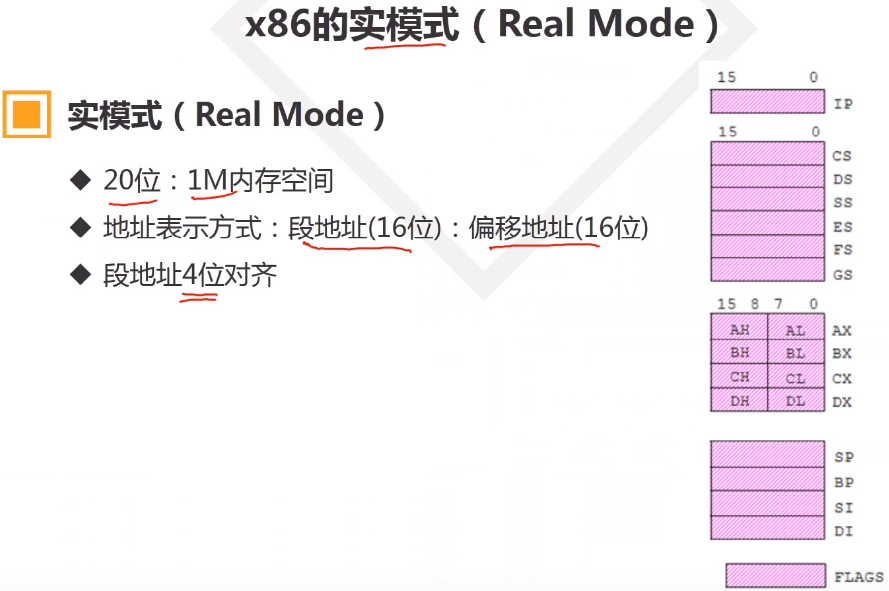 x86的实模式（Real Mode）
实模式（Real Mode）
20位：1M内存空间
地址表示方式：段地址(16位)：偏移地址(16位)
段地址4位对齐
15 0
IP
15 0
CS
DS
SS
ES
FS
GS
15 8 7 0
AH AL AX
BH BL BX
CH CL CX
DH DL DX
SP
BP
SI
DI
FLAGS